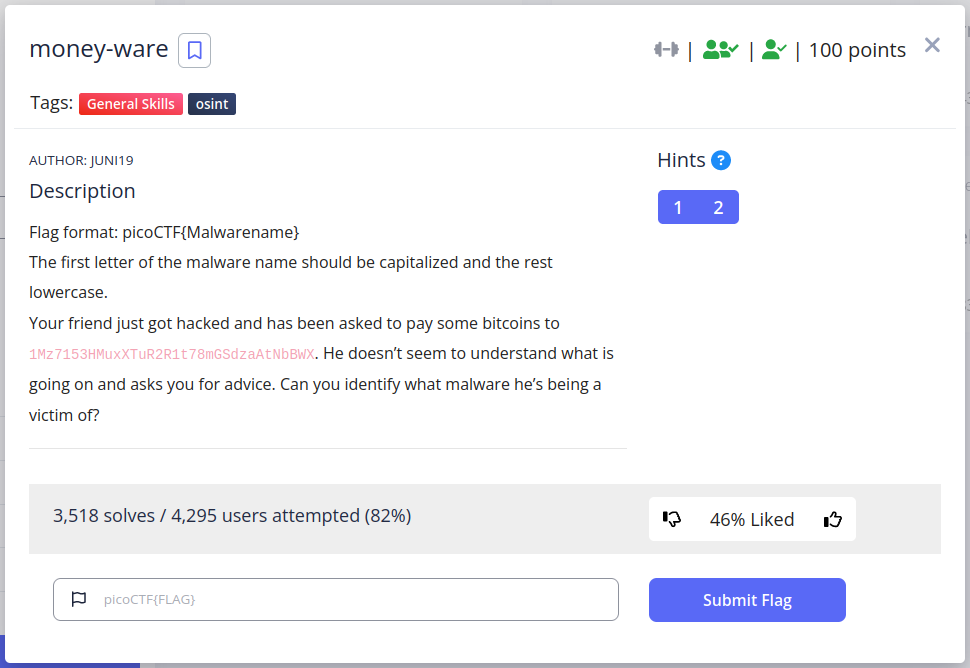 money-ware
| | | 100 points
Tags: General Skills osint
AUTHOR: JUNI19
Description
Flag format: picoCTF{Malwarename}
The first letter of the malware name should be capitalized and the rest
lowercase.
Your friend just got hacked and has been asked to pay some bitcoins to
1Mz7153HMuxXTuR2R1t78mGSdzaAtNbBWX. He doesn’t seem to understand what is
going on and asks you for advice. Can you identify what malware he’s being a
victim of?
Hints ?
1 2
3,518 solves / 4,295 users attempted (82%)
46% Liked
picoCTF{FLAG}
Submit Flag